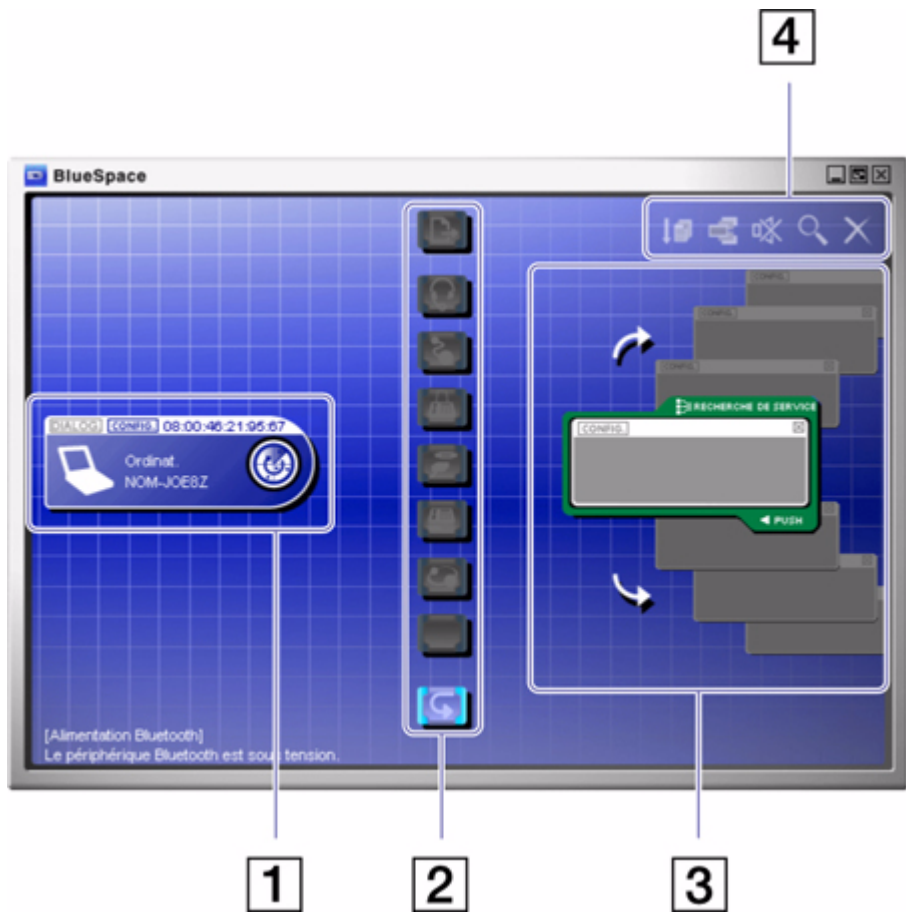 4
BlueSpace
CONFIG.
CONFIG.
CONFIG.
RECHERCHE DE SERVICE
CONFIG.
PUSH
DIALOG CONFIG. 08:00:46:21:95:67
Ordinat.
NOM-JOE8Z
[Alimentation Bluetooth]
Le périphérique Bluetooth est sous tension.
1
2
3